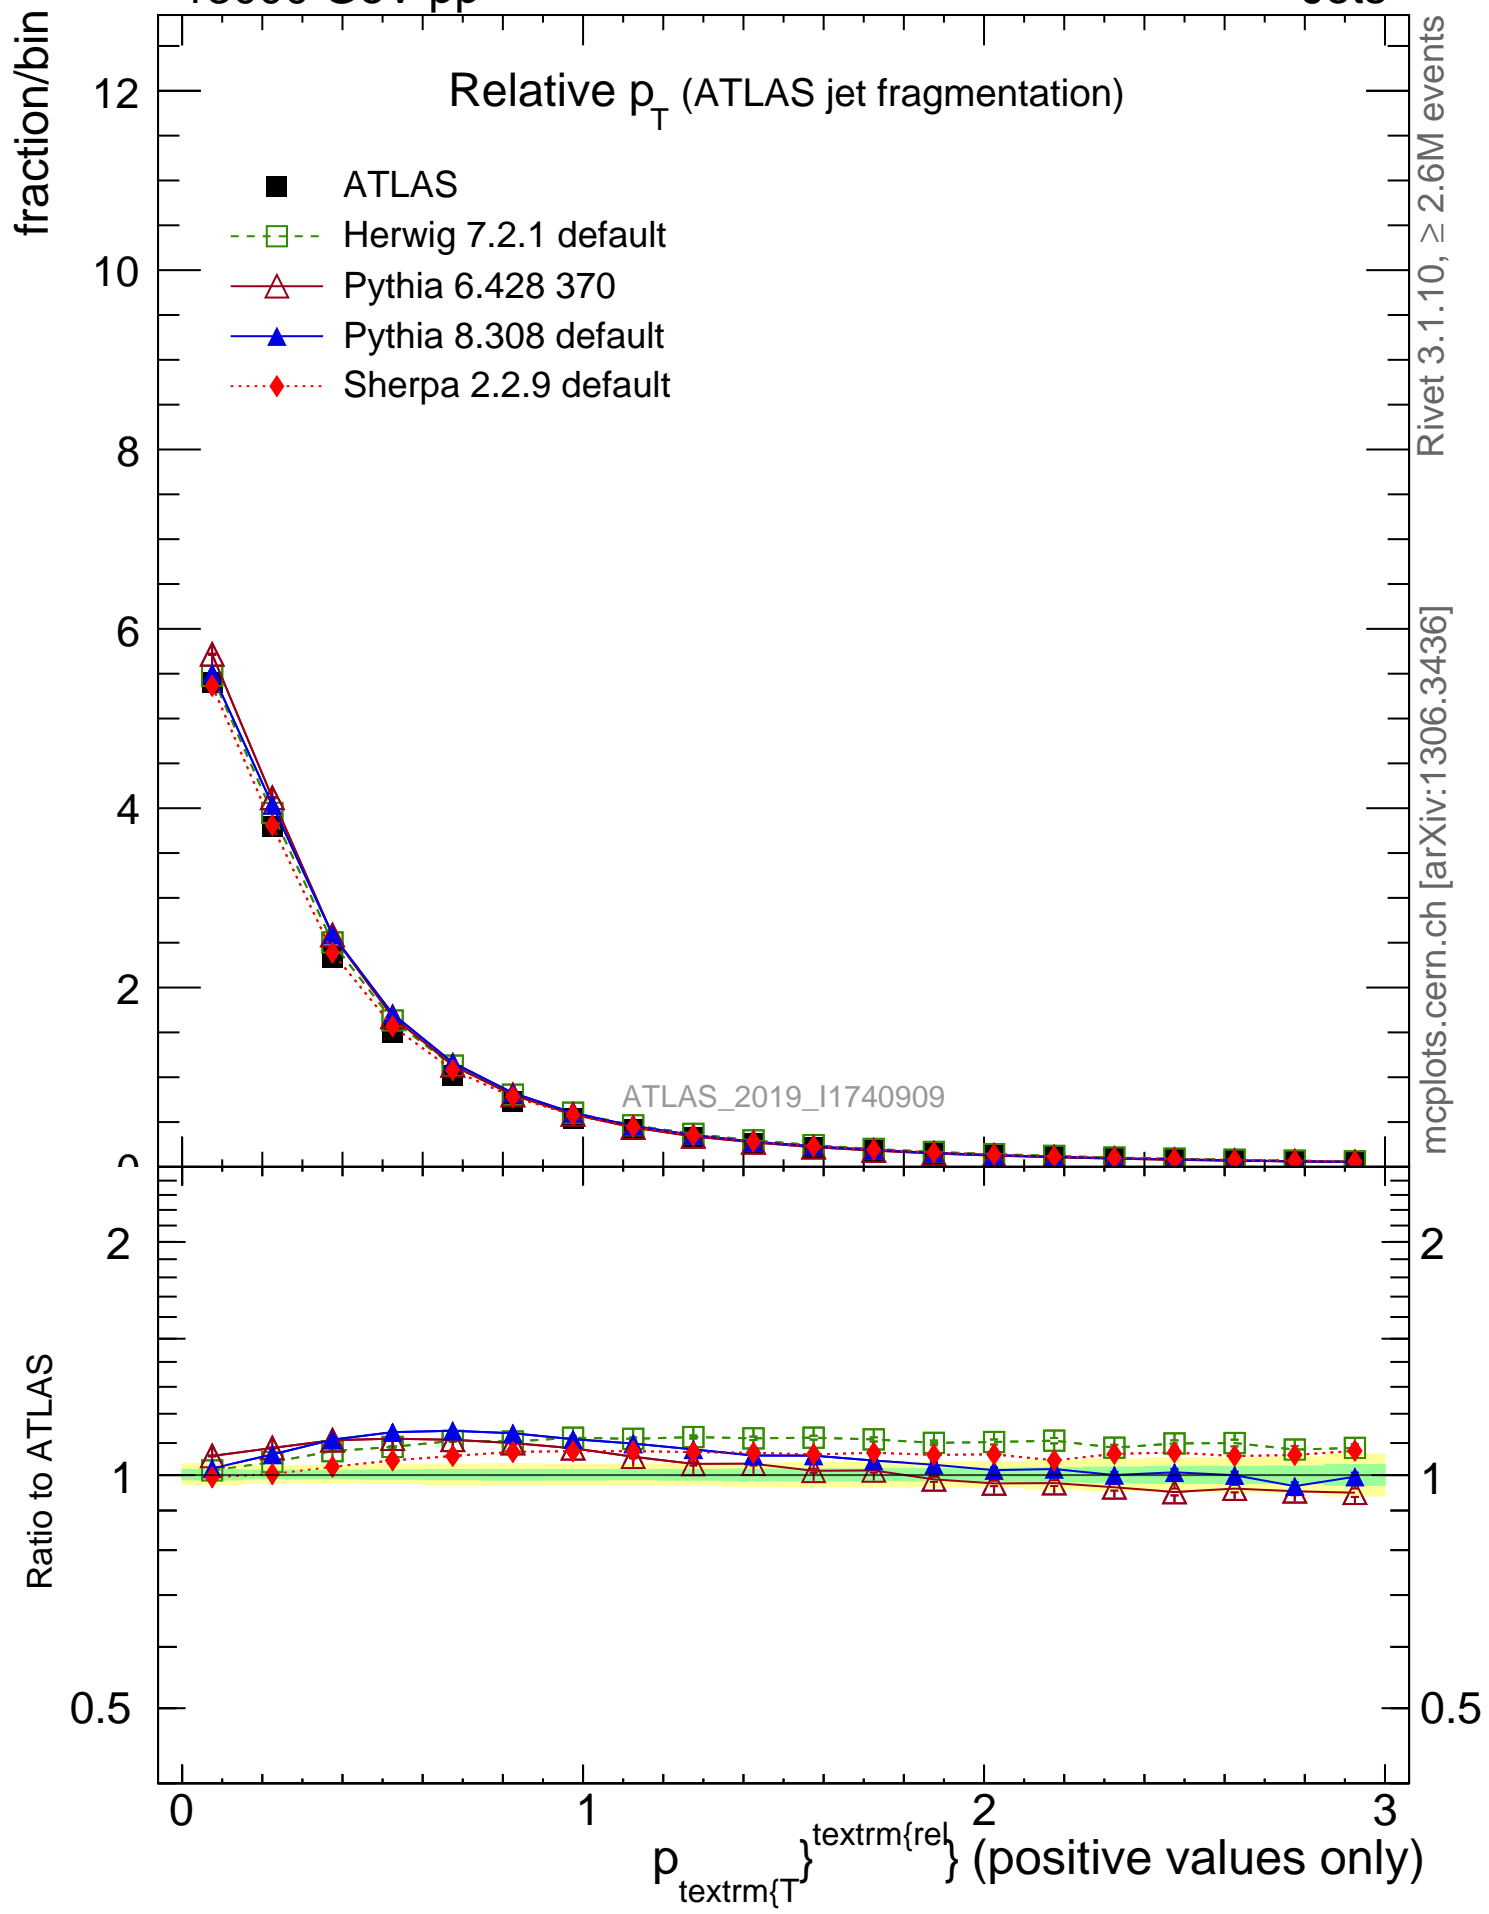 fraction/bin
Relative p_T (ATLAS jet fragmentation)
ATLAS
Herwig 7.2.1 default
Pythia 6.428 370
Pythia 8.308 default
Sherpa 2.2.9 default
12
10
8
6
4
2
0
ATLAS_2019_I1740909
Rivet 3.1.10, ≥ 2.6M events
mcplots.cern.ch [arXiv:1306.3436]
Ratio to ATLAS
2
1
0.5
2
1
0.5
0 1 2 3
p_textrm{T}^textrm{rel} (positive values only)